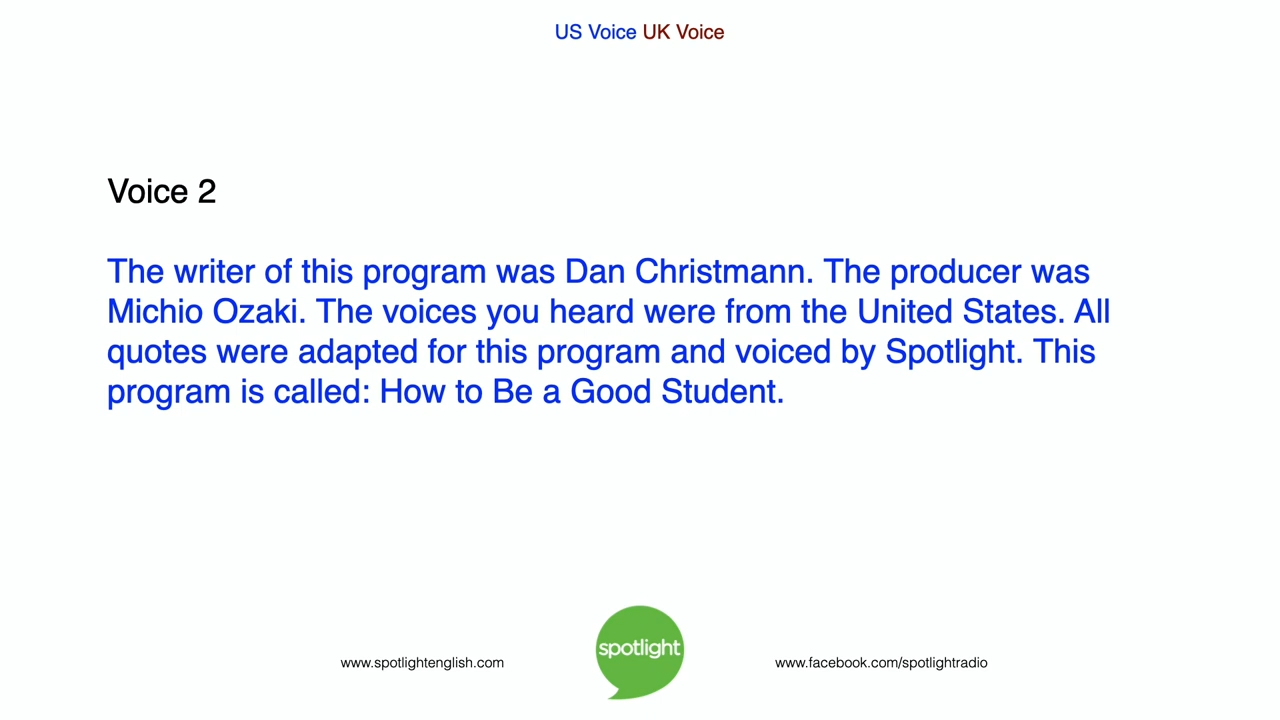 US Voice UK Voice
Voice 2
The writer of this program was Dan Christmann. The producer was
Michio Ozaki. The voices you heard were from the United States. All
quotes were adapted for this program and voiced by Spotlight. This
program is called: How to Be a Good Student.
www.spotlightenglish.com
spotlight
www.facebook.com/spotlightradio